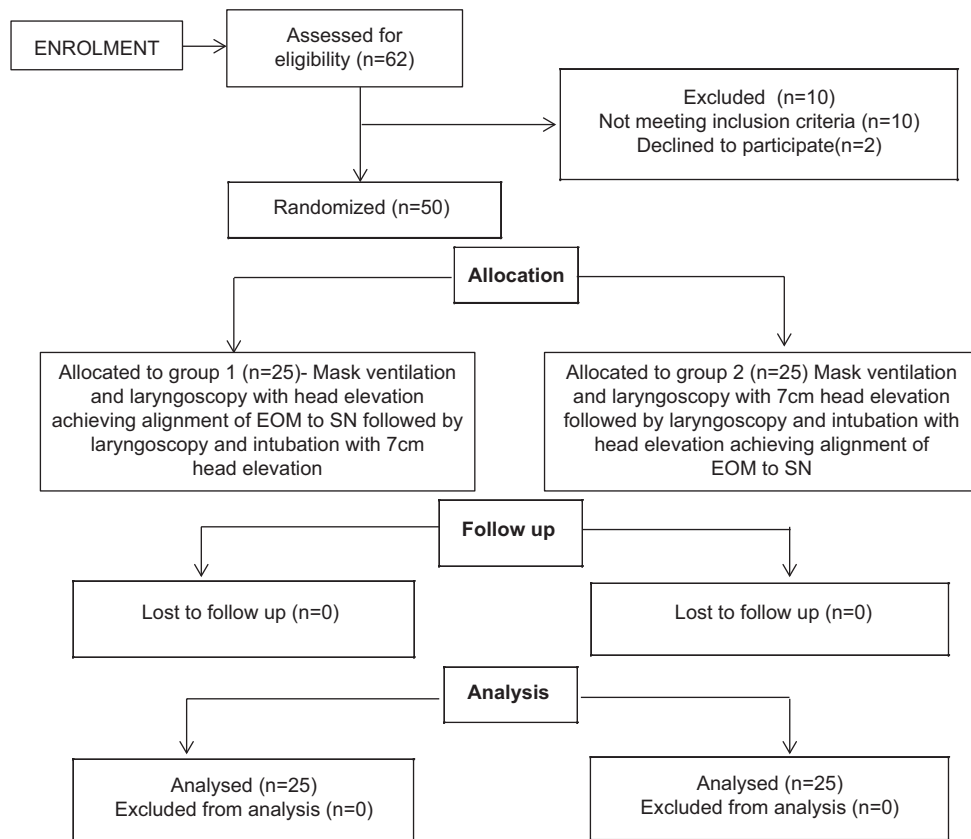 ENROLMENT
Assessed for
eligibility (n=62)
Excluded (n=10)
Not meeting inclusion criteria (n=10)
Declined to participate(n=2)
Randomized (n=50)
Allocation
Allocated to group 1 (n=25)- Mask ventilation
and laryngoscopy with head elevation
achieving alignment of EOM to SN followed by
laryngoscopy and intubation with 7cm
head elevation
Allocated to group 2 (n=25) Mask ventilation
and laryngoscopy with 7cm head elevation
followed by laryngoscopy and intubation with
head elevation achieving alignment of
EOM to SN
Follow up
Lost to follow up (n=0)
Lost to follow up (n=0)
Analysis
Analysed (n=25)
Excluded from analysis (n=0)
Analysed (n=25)
Excluded from analysis (n=0)